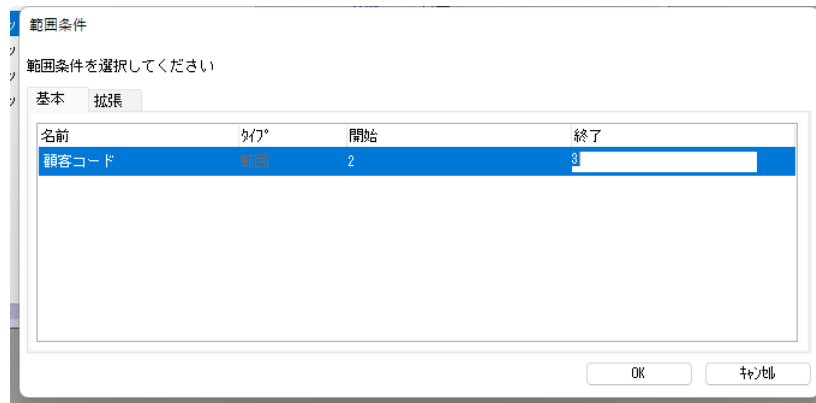 範囲条件
範囲条件を選択してください
基本 拡張
名前 ﾀｲﾌﾟ 開始 終了
顧客コード 範囲 2 3
OK ｷｬﾝｾﾙ